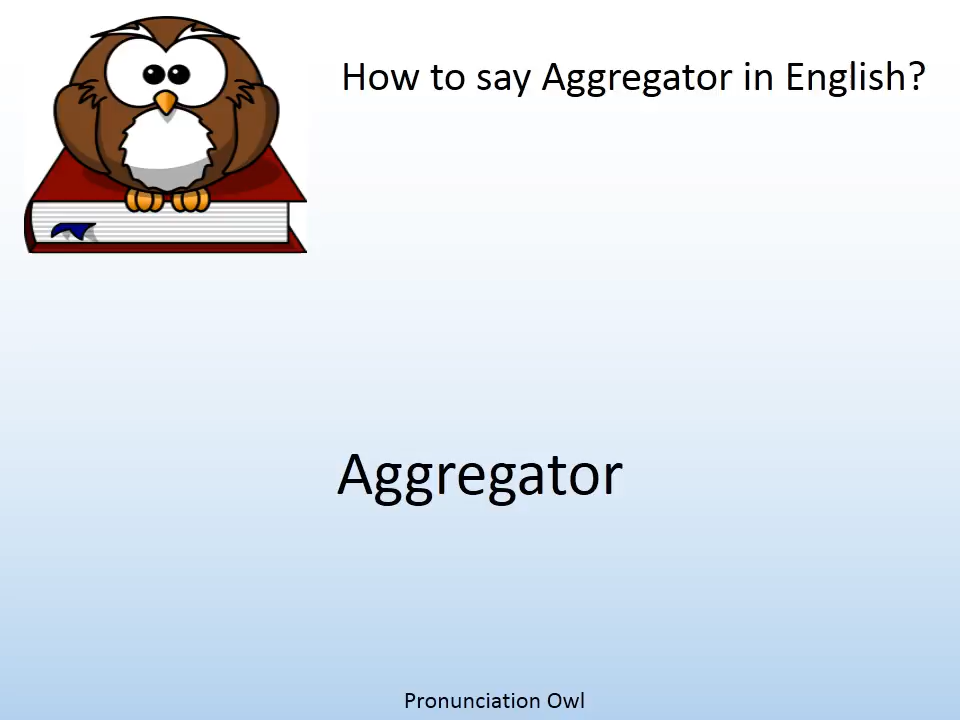 How to say Aggregator in English?
Aggregator
Pronunciation Owl